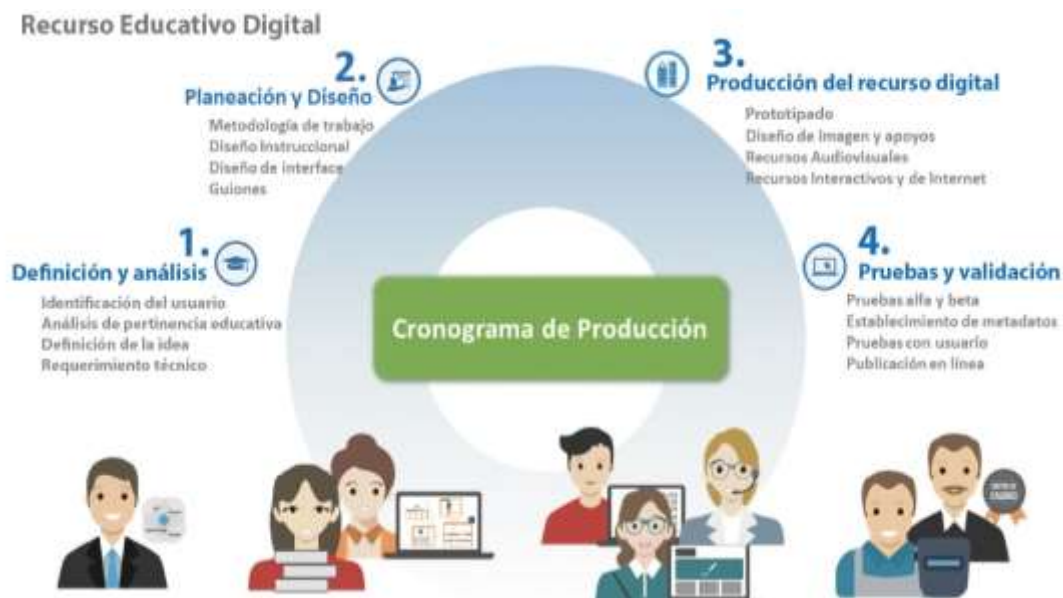 Recurso Educativo Digital
1.
Definición y análisis
Identificación del usuario
Análisis de pertinencia educativa
Definición de la idea
Requerimiento técnico
2.
Planeación y Diseño
Metodología de trabajo
Diseño Instruccional
Diseño de interface
Guiones
3.
Producción del recurso digital
Prototipado
Diseño de Imagen y apoyos
Recursos Audiovisuales
Recursos Interactivos y de Internet
4.
Pruebas y validación
Pruebas alfa y beta
Establecimiento de metadatos
Pruebas con usuario
Publicación en línea
Cronograma de Producción